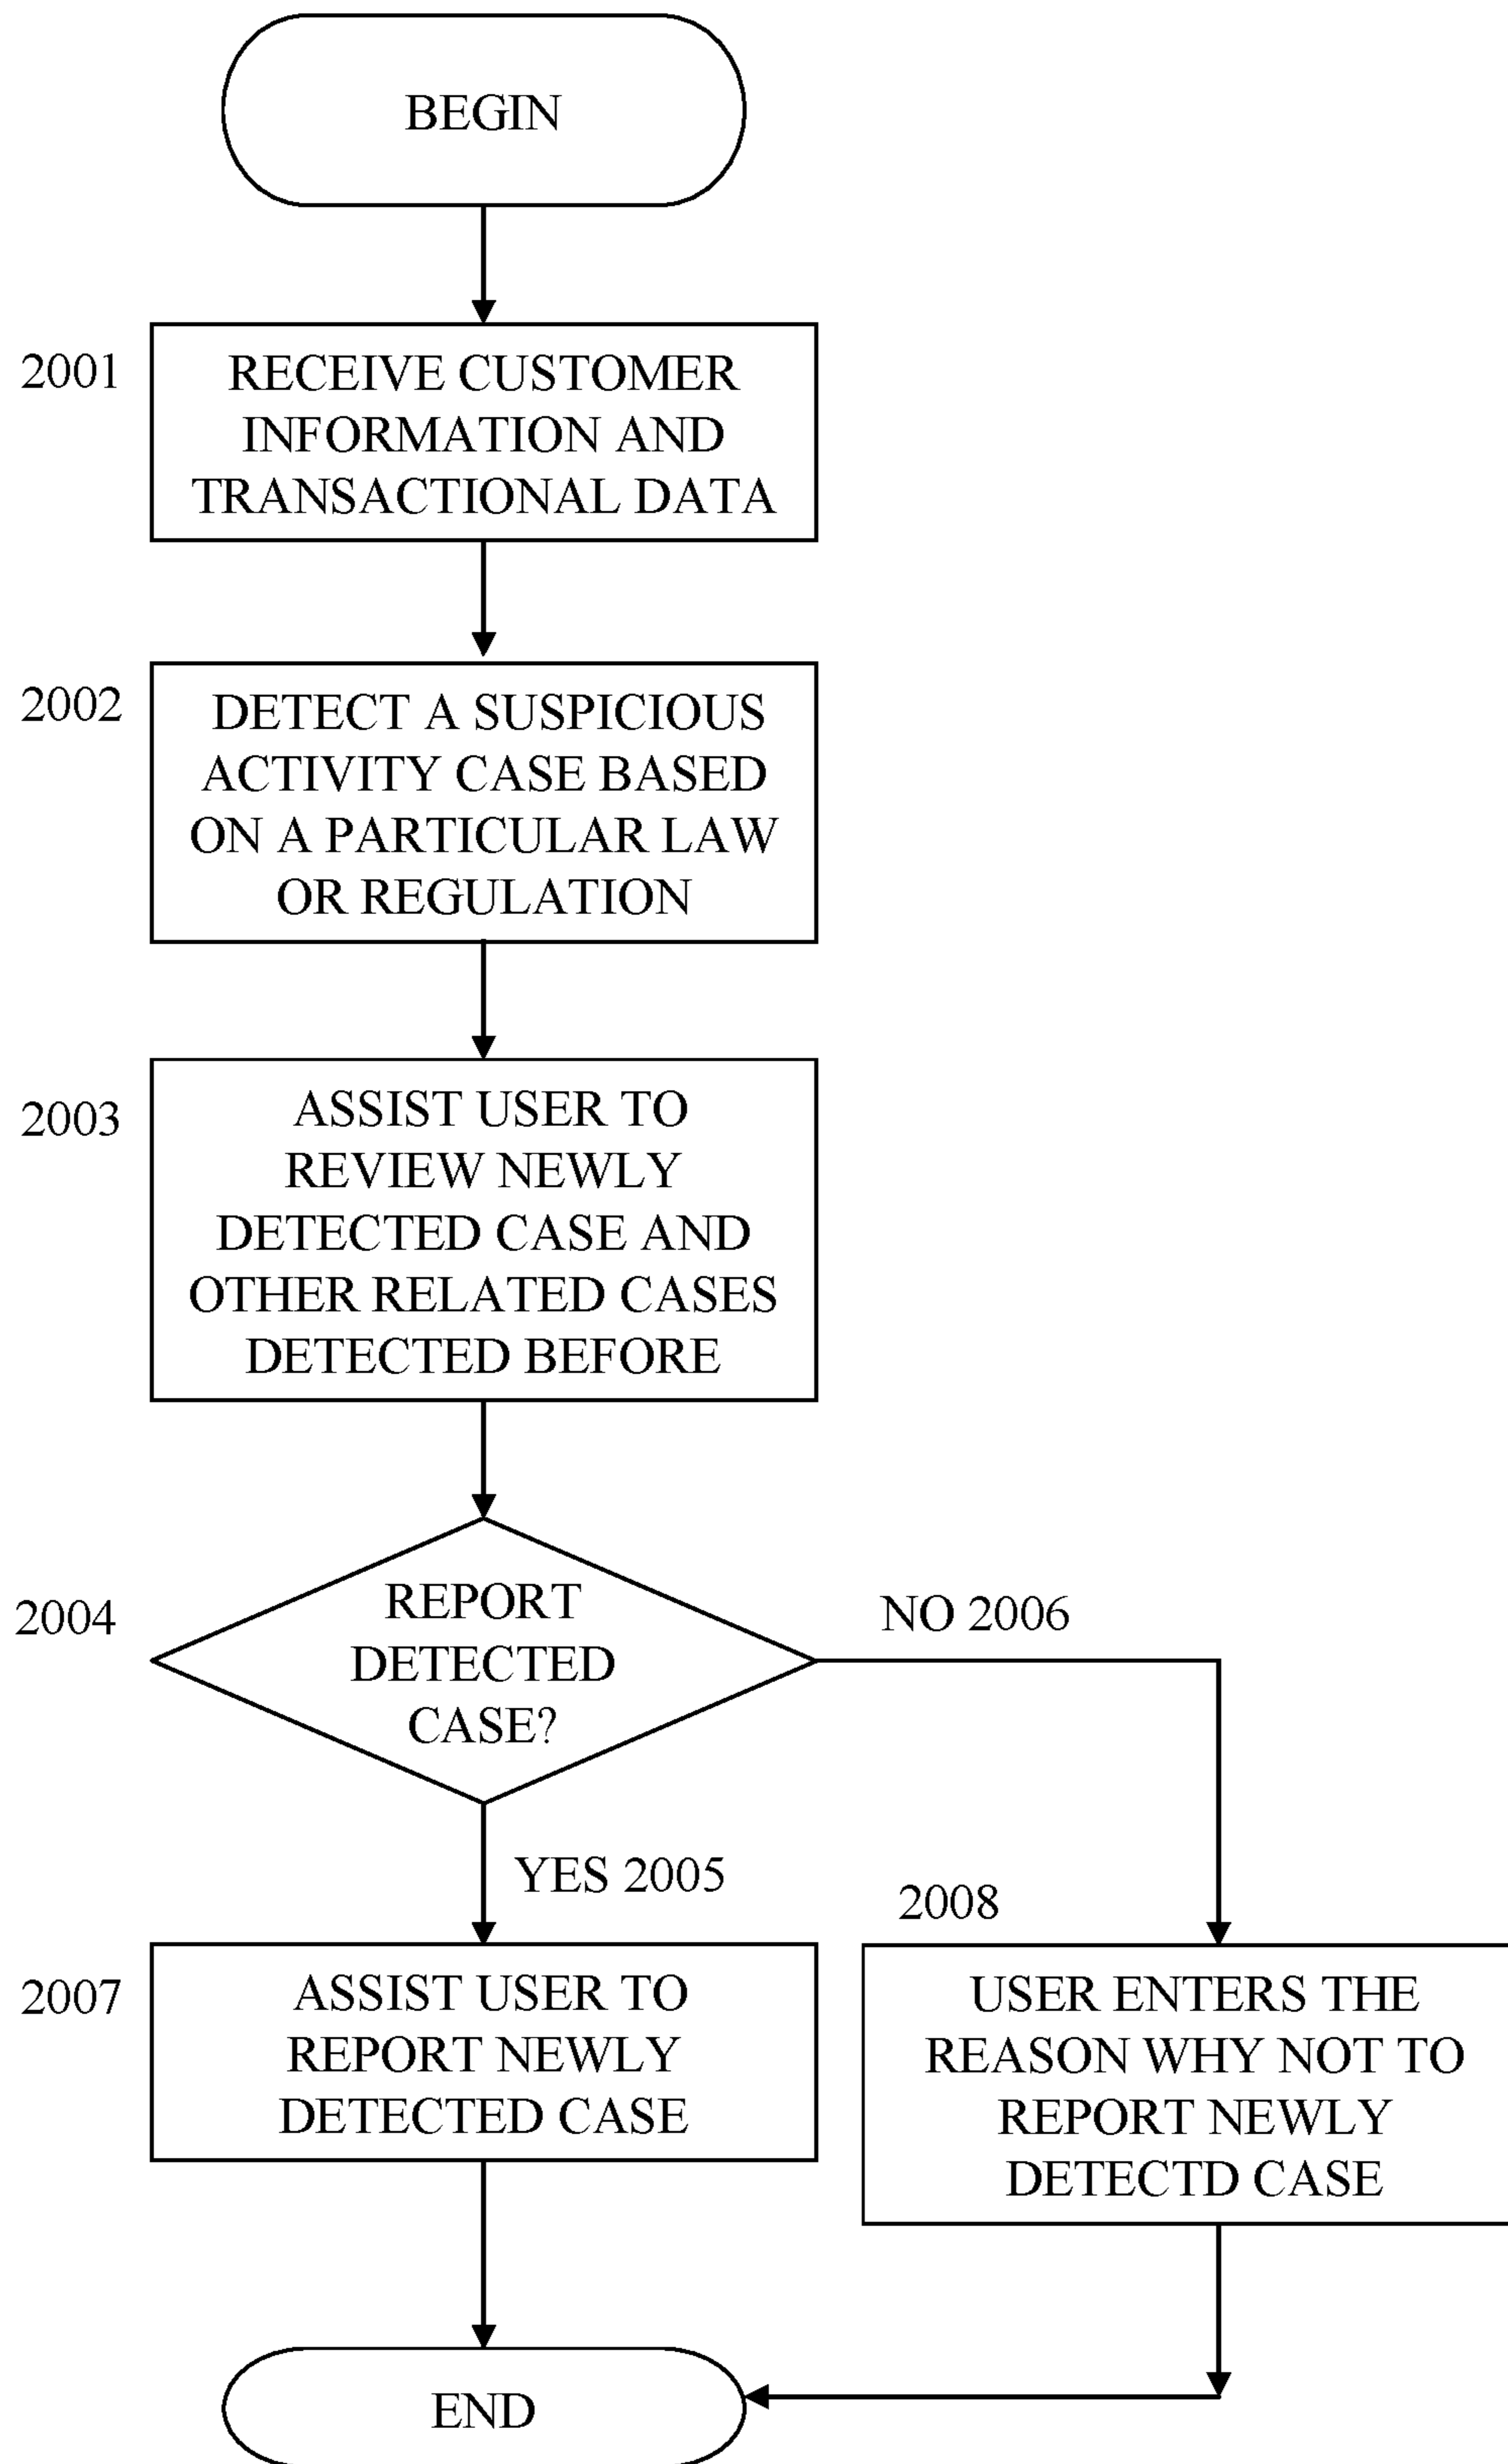 BEGIN
2001
RECEIVE CUSTOMER
INFORMATION AND
TRANSACTIONAL DATA
2002
DETECT A SUSPICIOUS
ACTIVITY CASE BASED
ON A PARTICULAR LAW
OR REGULATION
2003
ASSIST USER TO
REVIEW NEWLY
DETECTED CASE AND
OTHER RELATED CASES
DETECTED BEFORE
2004
REPORT
DETECTED
CASE?
NO 2006
YES 2005
2007
ASSIST USER TO
REPORT NEWLY
DETECTED CASE
2008
USER ENTERS THE
REASON WHY NOT TO
REPORT NEWLY
DETECTD CASE
END